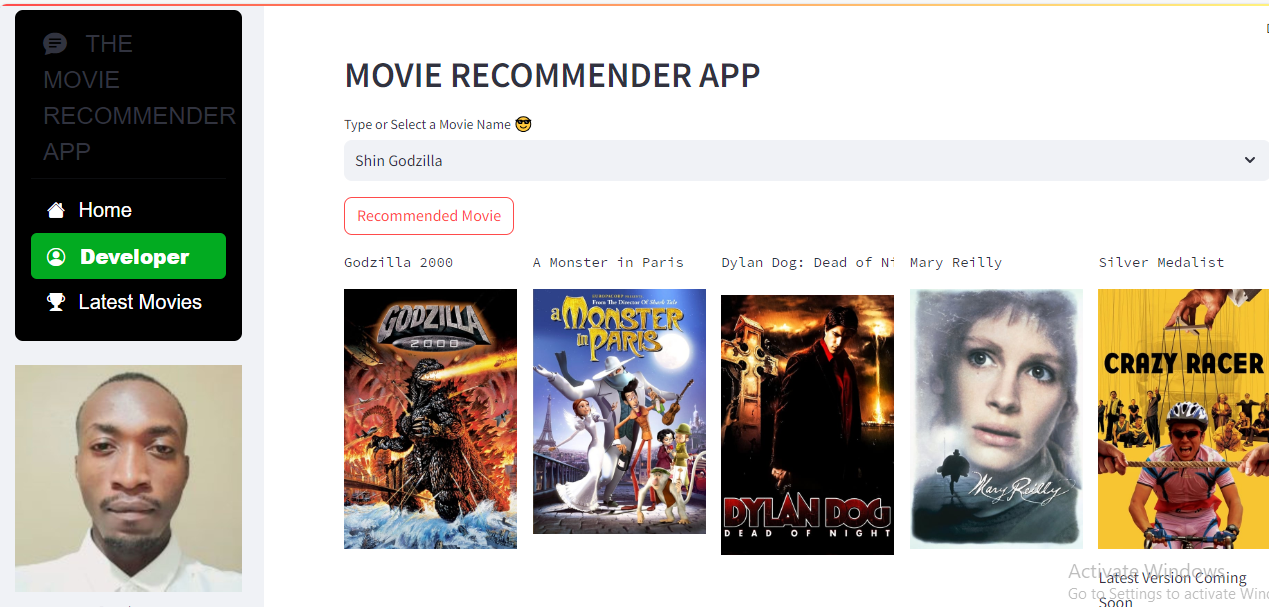 THE
MOVIE
RECOMMENDER
APP
Home
Developer
Latest Movies
MOVIE RECOMMENDER APP
Type or Select a Movie Name 😎
Shin Godzilla
Recommended Movie
Godzilla 2000
A Monster in Paris
Dylan Dog: Dead of Ni
Mary Reilly
Silver Medalist
GODZILLA
2000
From The Director Of Shark Tale
a MONSTER
in PARIS
DYLAN DOG
DEAD OF NIGHT
Mary Reilly
CRAZY RACER
Latest Version Coming
Soon
Activate Windows
Go to Settings to activate Win